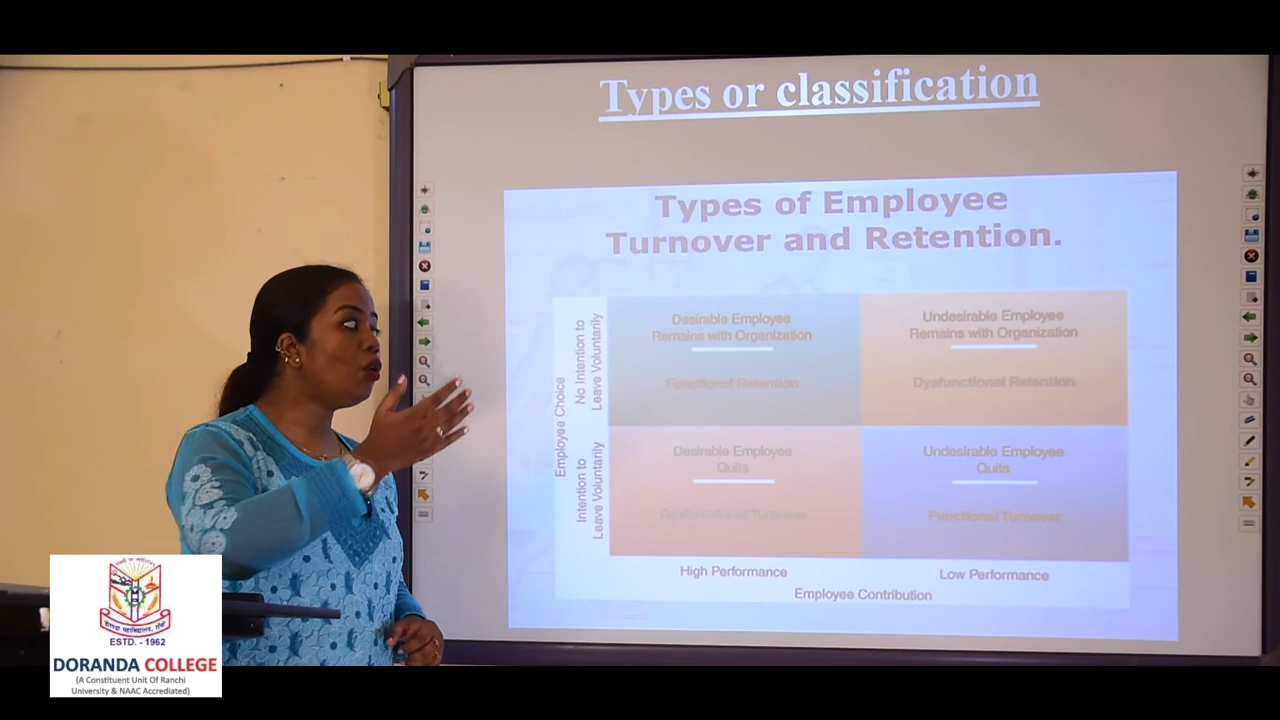 Types or classification
Types of Employee
Turnover and Retention.
Employee Choice
No Intention to
Leave Voluntarily
Desirable Employee
Remains with Organization
Functional Retention
Undesirable Employee
Remains with Organization
Dysfunctional Retention
Intention to
Leave Voluntarily
Desirable Employee
Quits
Dysfunctional Turnover
Undesirable Employee
Quits
Functional Turnover
High Performance
Low Performance
Employee Contribution
ESTD. - 1962
DORANDA COLLEGE
(A Constituent Unit Of Ranchi
University & NAAC Accredited)